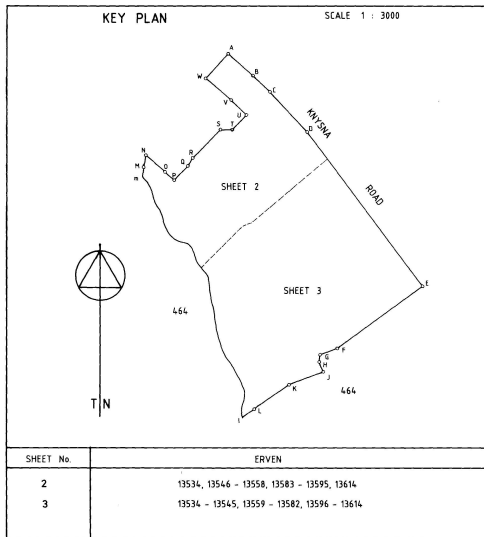 KEY PLAN
SCALE 1 : 3000
A
B
W
C
V
U
KNYSNA
S T
D
N
R
M
O
Q
P
m
SHEET 2
ROAD
E
SHEET 3
464
F
G
H
J
464
K
T N
L
l
SHEET No. ERVEN
2 13534, 13546 - 13558, 13583 - 13595, 13614
3 13534 - 13545, 13559 - 13582, 13596 - 13614